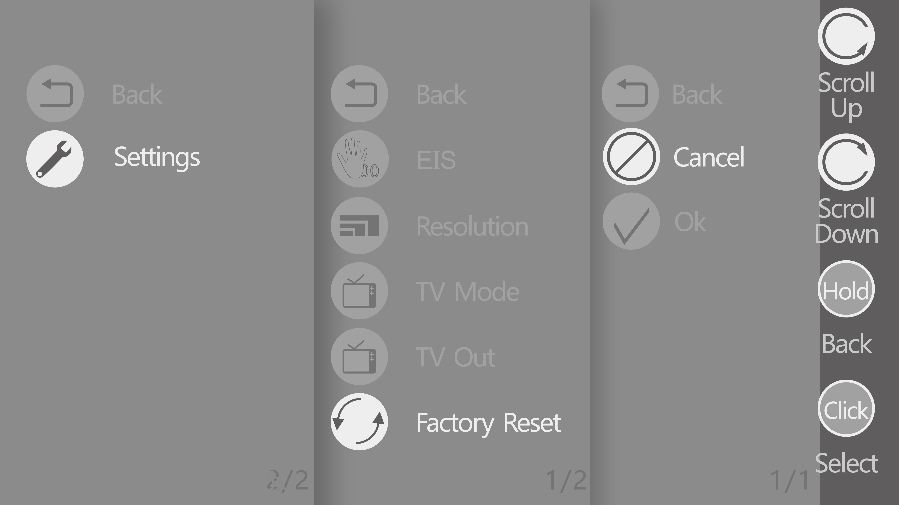 Back
Settings
2/2
Back
EIS
Resolution
TV Mode
TV Out
Factory Reset
1/2
Back
Cancel
Ok
1/1
Scroll
Up
Scroll
Down
Hold
Back
Click
Select